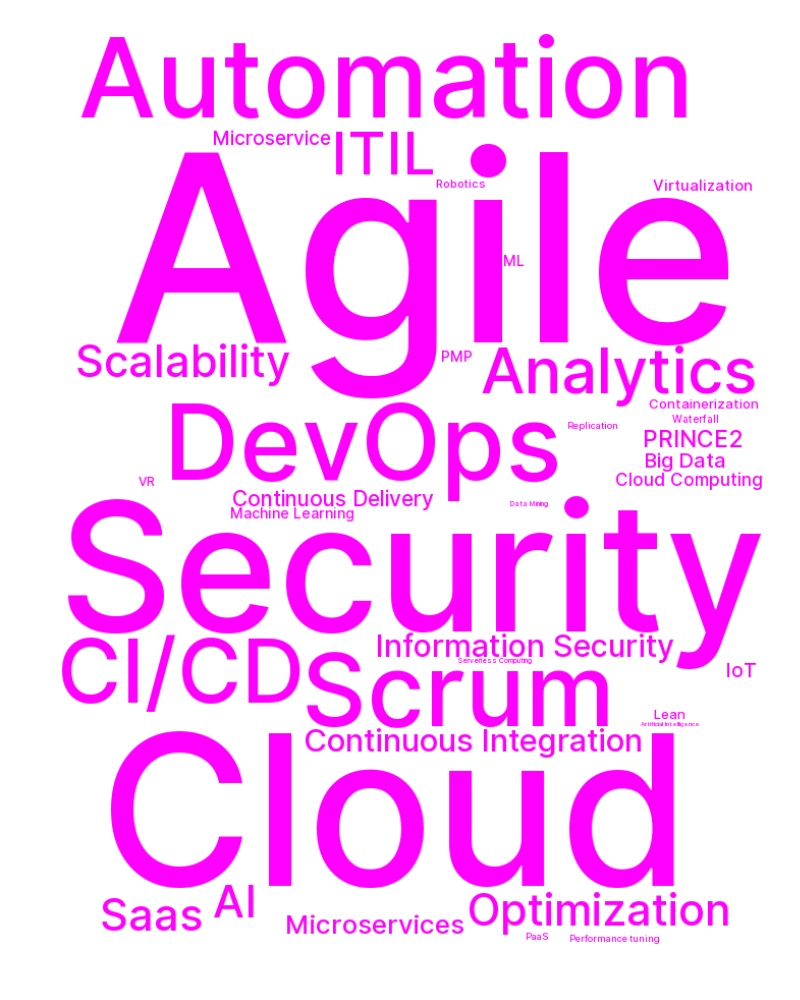 Automation
Microservice
ITIL
Robotics
Virtualization
Agile
ML
Scalability
PMP
Analytics
Containerization
Waterfall
DevOps
Replication
PRINCE2
Big Data
Cloud Computing
VR
Continuous Delivery
Data Mining
Machine Learning
Security
CI/CD
Information Security
Serverless Computing
IoT
Scrum
Lean
Artificial Intelligence
Continuous Integration
Cloud
Saas
AI
Microservices
Optimization
PaaS
Performance tuning